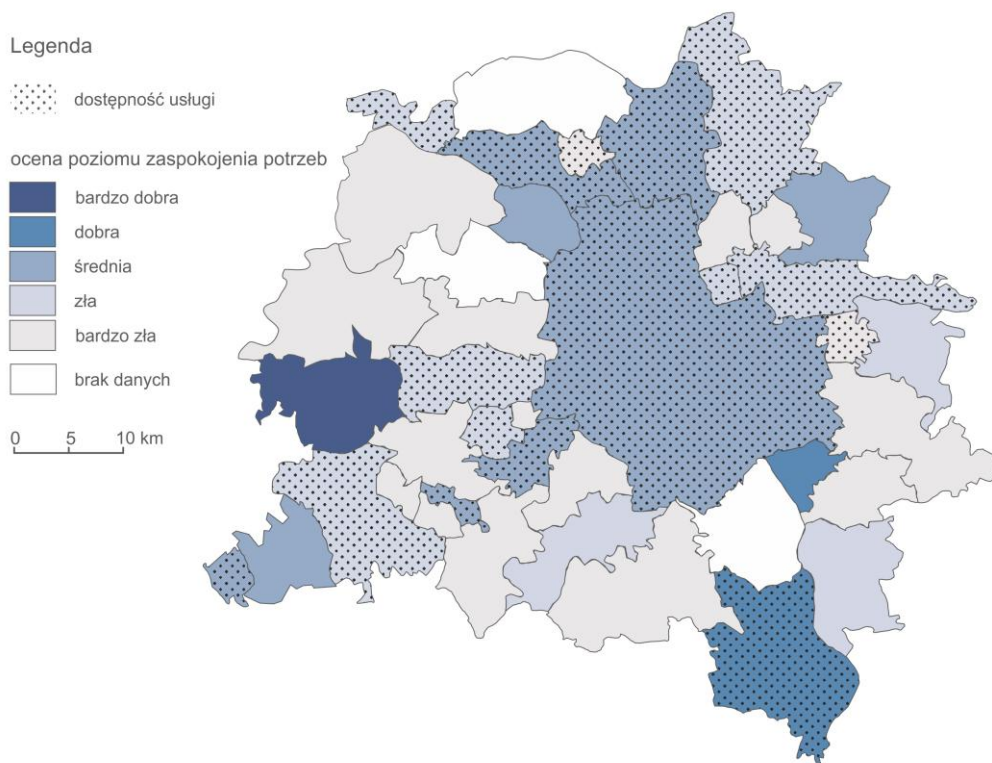 Legenda
dostępność usługi
ocena poziomu zaspokojenia potrzeb
bardzo dobra
dobra
średnia
zła
bardzo zła
brak danych
0 5 10 km